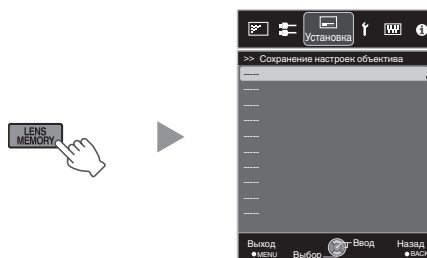 LENS
MEMORY
Установка
>> Сохранение настроек объектива
-----
-----
-----
-----
-----
-----
-----
-----
-----
-----
Выход
●MENU
Выбор
Ввод
Назад
●BACK